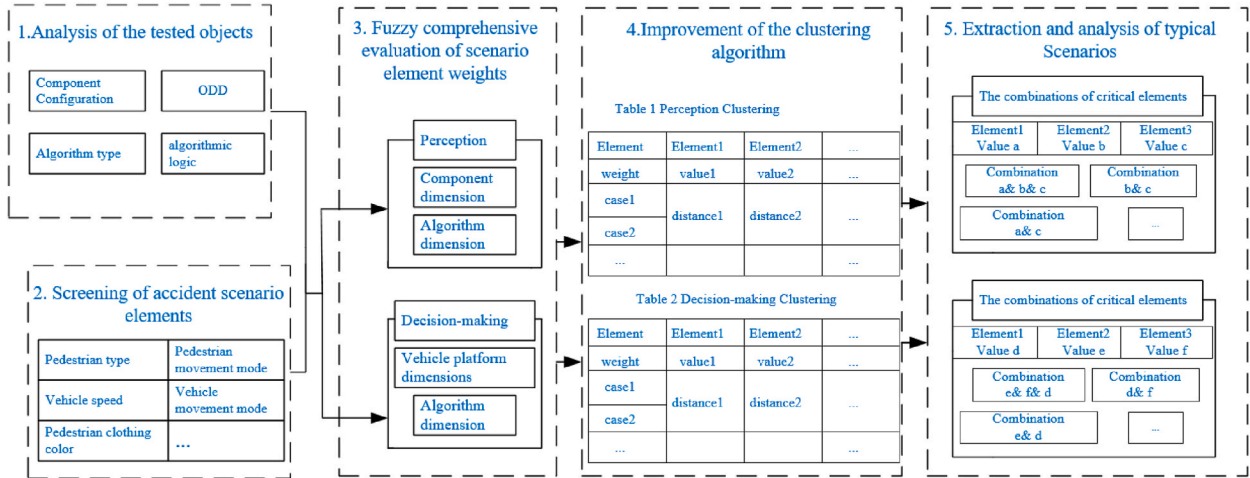 1.Analysis of the tested objects
Component
Configuration
ODD
Algorithm type
algorithmic
logic
2. Screening of accident scenario
elements
Pedestrian type
Pedestrian
movement mode
Vehicle speed
Vehicle
movement mode
Pedestrian clothing
color
...
3. Fuzzy comprehensive
evaluation of scenario
element weights
Perception
Component
dimension
Algorithm
dimension
Decision-making
Vehicle platform
dimensions
Algorithm
dimension
4.Improvement of the clustering
algorithm
Table 1 Perception Clustering
Element Element1 Element2 ...
weight value1 value2 ...
case1
distance1 distance2 ...
case2
...
Table 2 Decision-making Clustering
Element Element1 Element2 ...
weight value1 value2 ...
case1
distance1 distance2 ...
case2
...
5. Extraction and analysis of typical
Scenarios
The combinations of critical elements
Element1 Element2 Element3
Value a Value b Value c
Combination
a& b& c
Combination
b& c
Combination
a& c
...
The combinations of critical elements
Element1 Element2 Element3
Value d Value e Value f
Combination
e& f& d
Combination
d& f
Combination
e& d
...